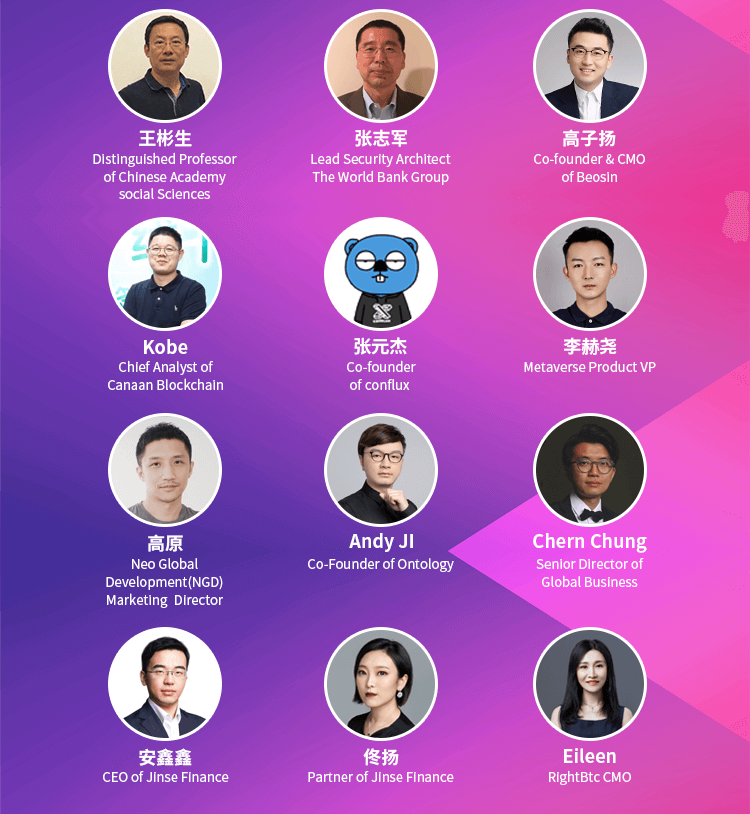 王彬生
Distinguished Professor
of Chinese Academy
social Sciences
张志军
Lead Security Architect
The World Bank Group
高子扬
Co-founder & CMO
of Beosin
Kobe
Chief Analyst of
Canaan Blockchain
张元杰
Co-founder
of conflux
李赫尧
Metaverse Product VP
高原
Neo Global
Development(NGD)
Marketing Director
Andy JI
Co-Founder of Ontology
Chern Chung
Senior Director of
Global Business
安鑫鑫
CEO of Jinse Finance
佟扬
Partner of Jinse Finance
Eileen
RightBtc CMO